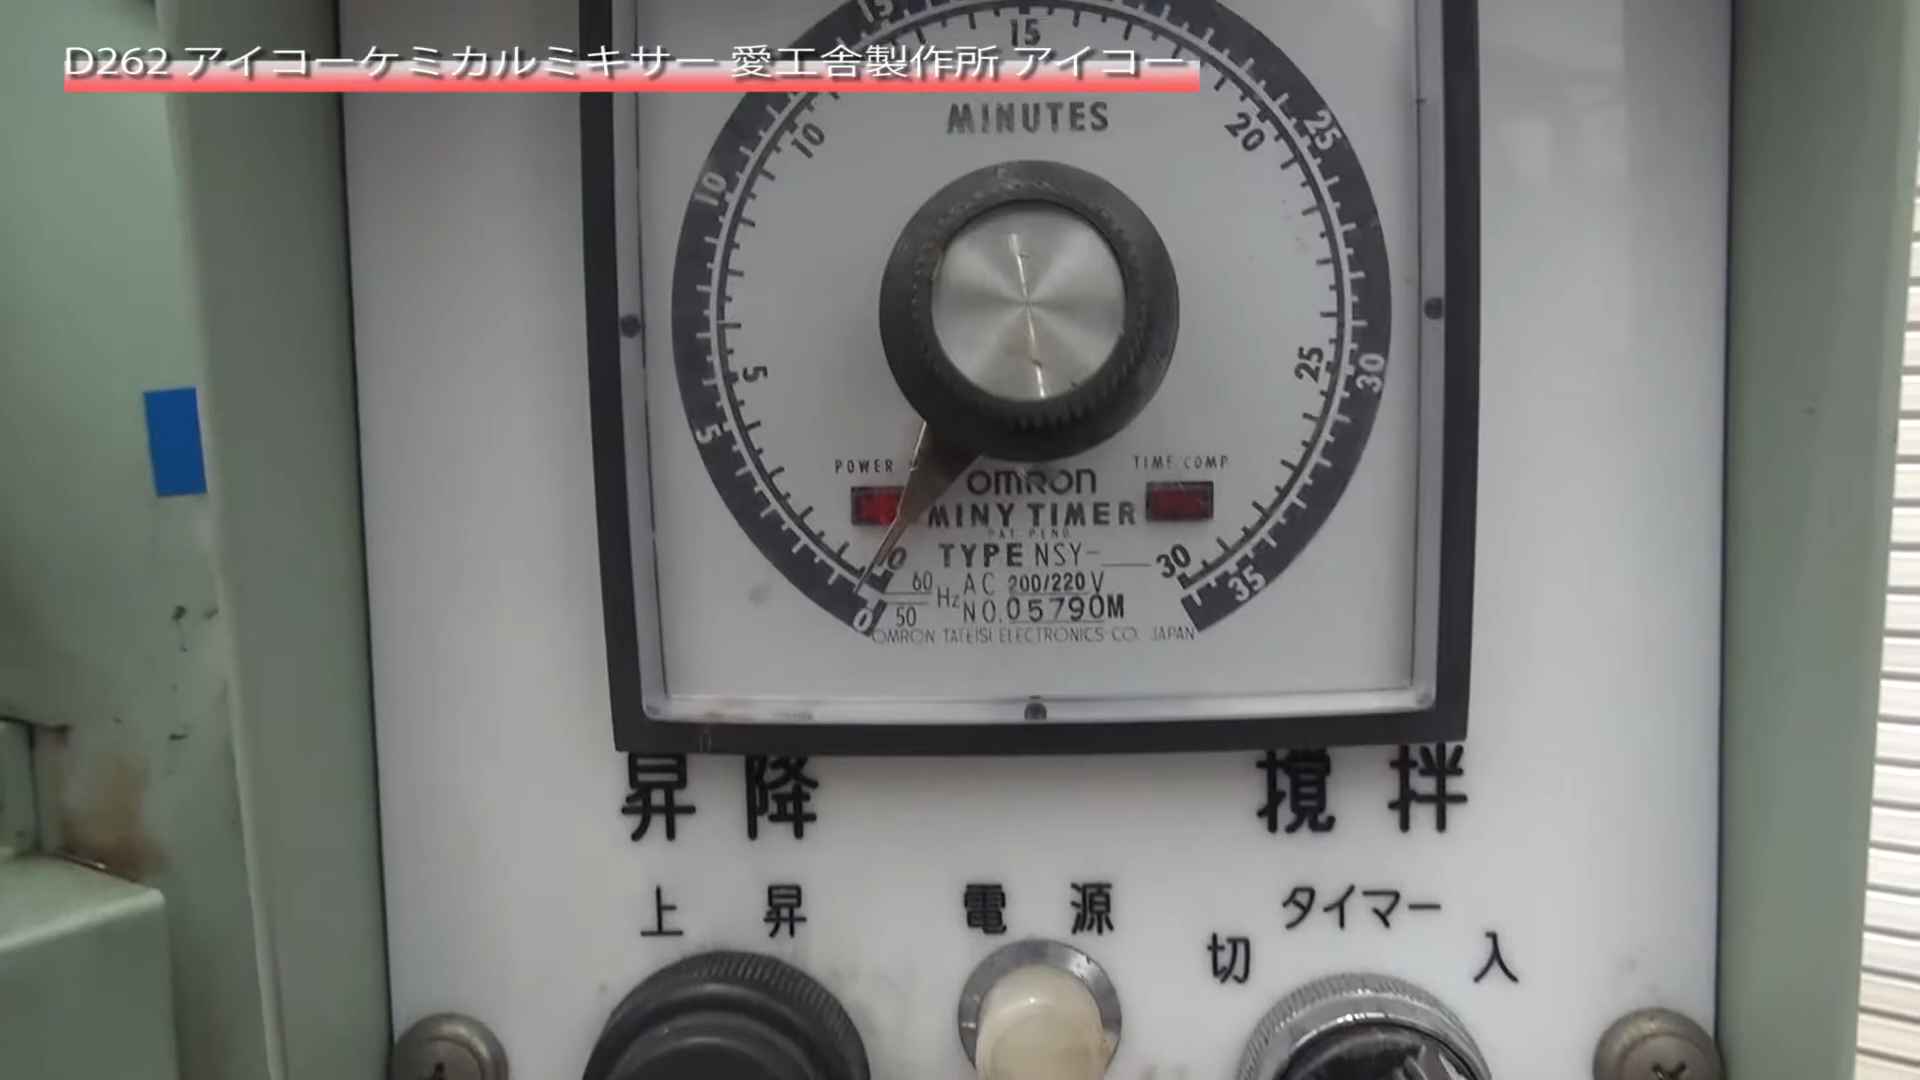 D262 アイコーケミカルミキサー 愛工舎製作所 アイコー
15
15
MINUTES
10
20
25
10
5
25
30
5
POWER
TIME COMP
OMRON
MINY TIMER
PAT. PEND.
TYPE NSY-
0
30
35
60
50
Hz
AC 200/220 V
NO. 05790M
0
OMRON TATEISI ELECTRONICS CO. JAPAN
昇降
撹拌
上昇
電源
タイマー
切
入